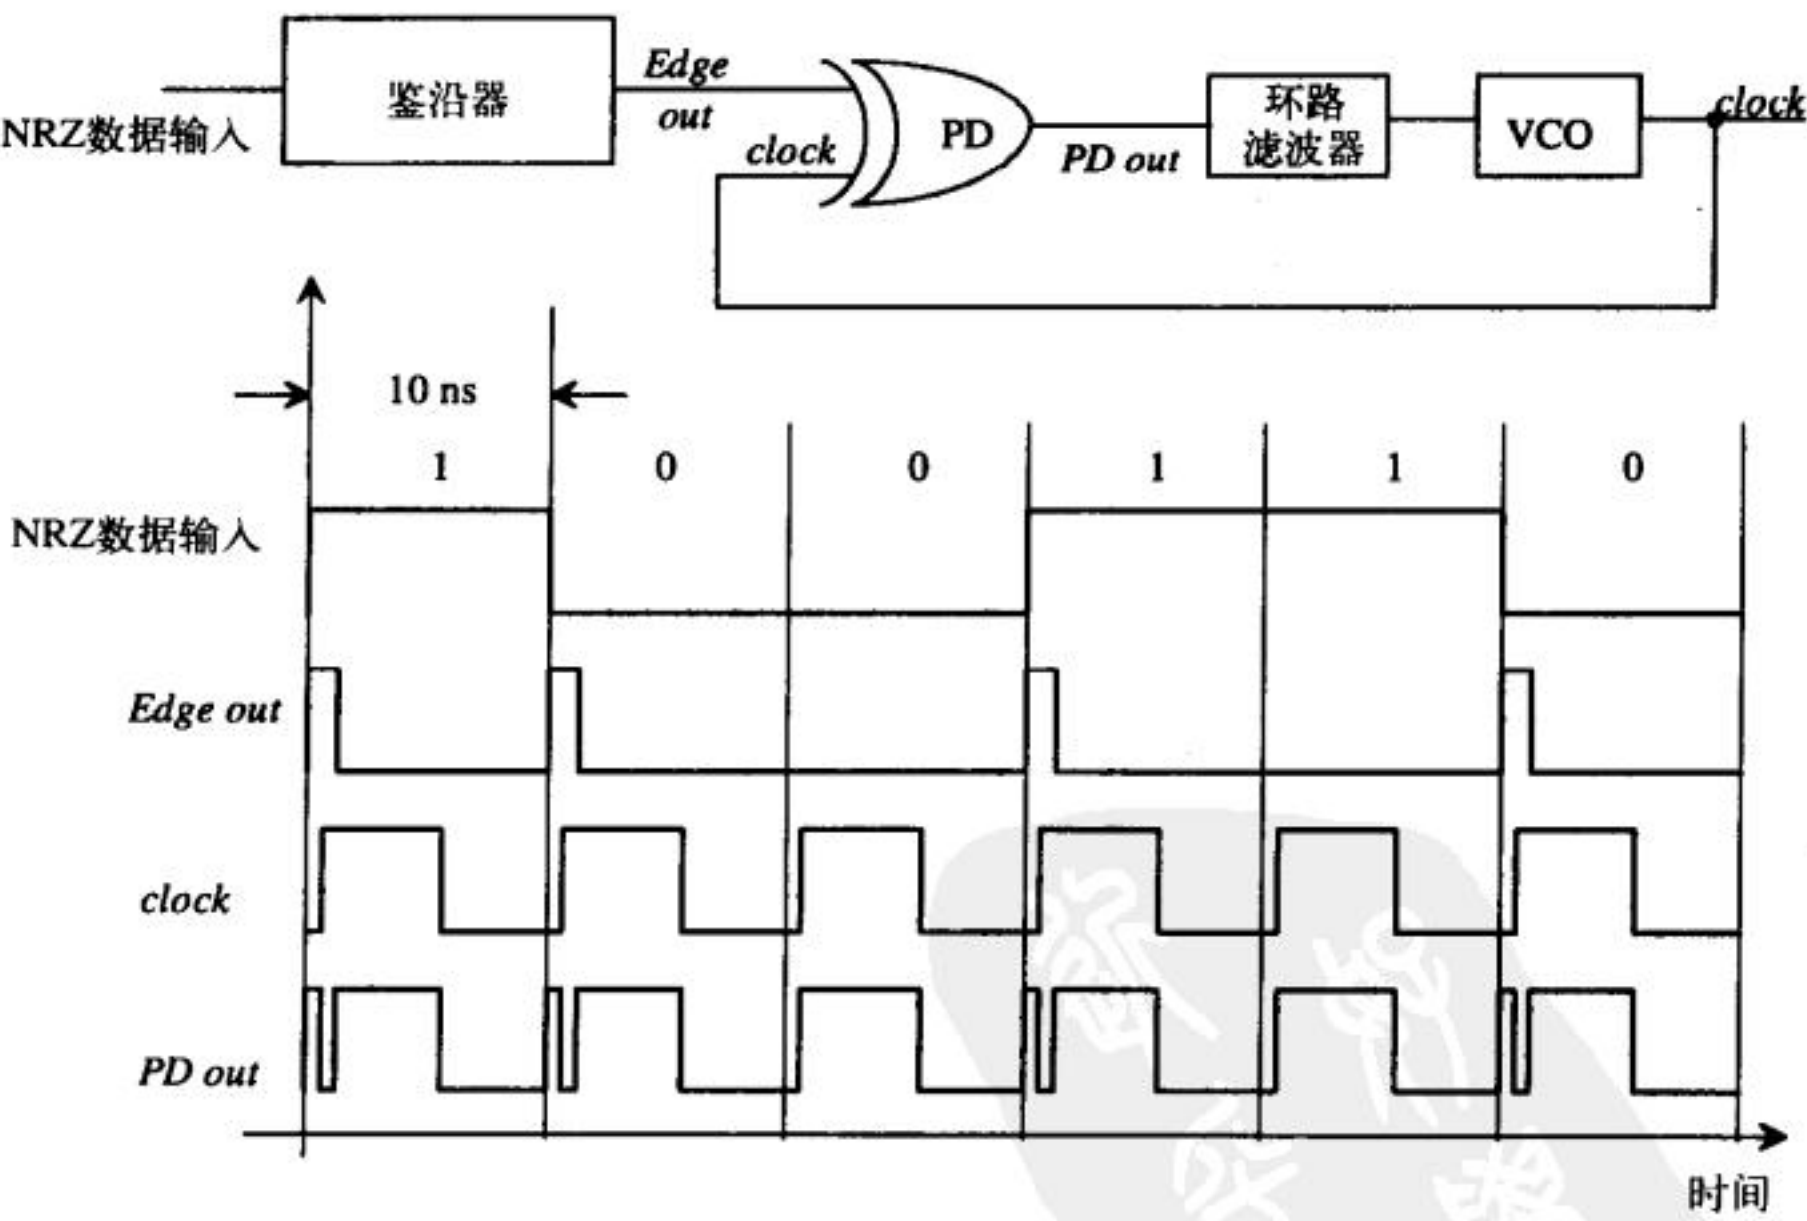 鉴沿器
NRZ数据输入
Edge
out
clock
PD
PD out
环路
滤波器
VCO
clock
10 ns
1 0 0 1 1 0
NRZ数据输入
Edge out
clock
PD out
时间